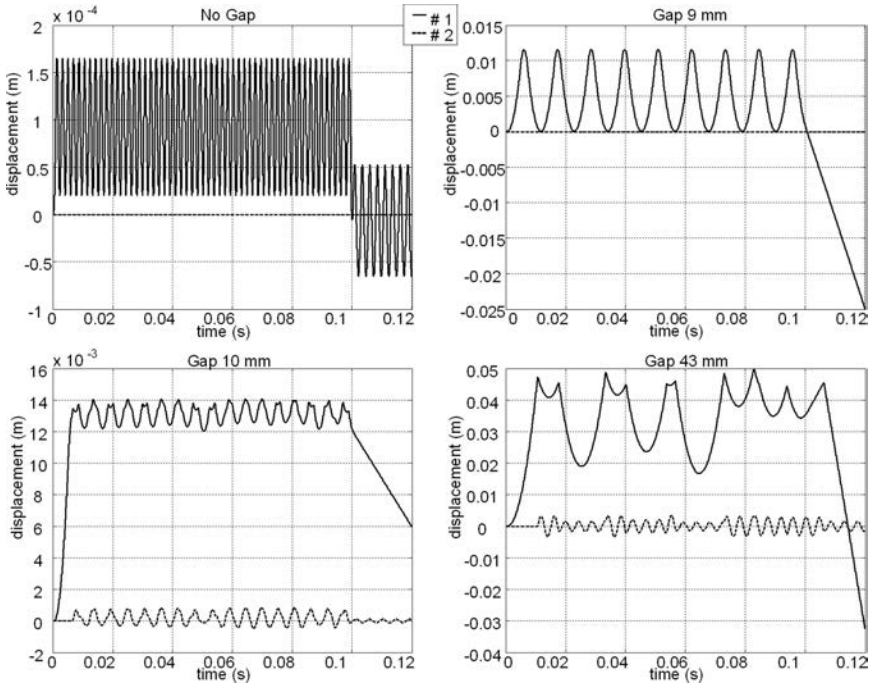 x 10⁻⁴
No Gap
# 1
# 2
Gap 9 mm
2
1.5
1
0.5
0
-0.5
-1
displacement (m)
0 0.02 0.04 0.06 0.08 0.1 0.12
time (s)
0.015
0.01
0.005
0
-0.005
-0.01
-0.015
-0.02
-0.025
displacement (m)
0 0.02 0.04 0.06 0.08 0.1 0.12
time (s)
x 10⁻³
Gap 10 mm
16
14
12
10
8
6
4
2
0
-2
displacement (m)
0 0.02 0.04 0.06 0.08 0.1 0.12
time (s)
Gap 43 mm
0.05
0.04
0.03
0.02
0.01
0
-0.01
-0.02
-0.03
-0.04
displacement (m)
0 0.02 0.04 0.06 0.08 0.1 0.12
time (s)